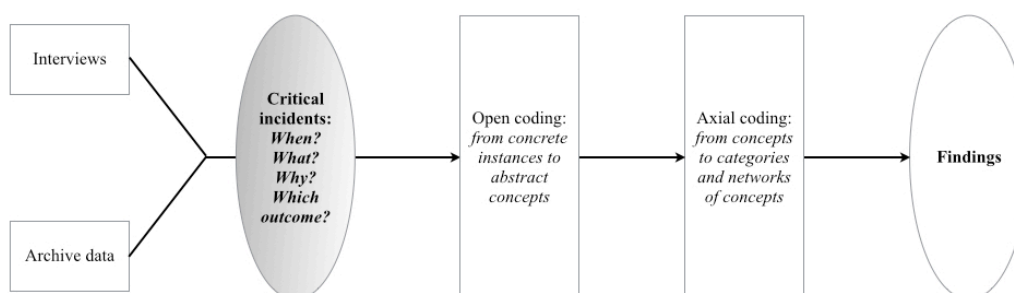 Interviews
Archive data
Critical
incidents:
When?
What?
Why?
Which
outcome?
Open coding:
from concrete
instances to
abstract
concepts
Axial coding:
from concepts
to categories
and networks
of concepts
Findings